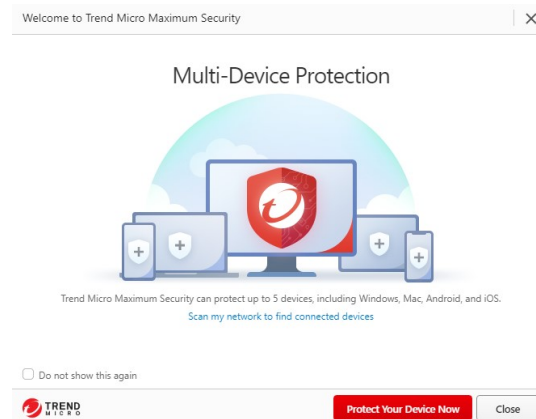 Welcome to Trend Micro Maximum Security
Multi-Device Protection
Trend Micro Maximum Security can protect up to 5 devices, including Windows, Mac, Android, and iOS.
Scan my network to find connected devices
Do not show this again
TREND
MICRO
Protect Your Device Now
Close